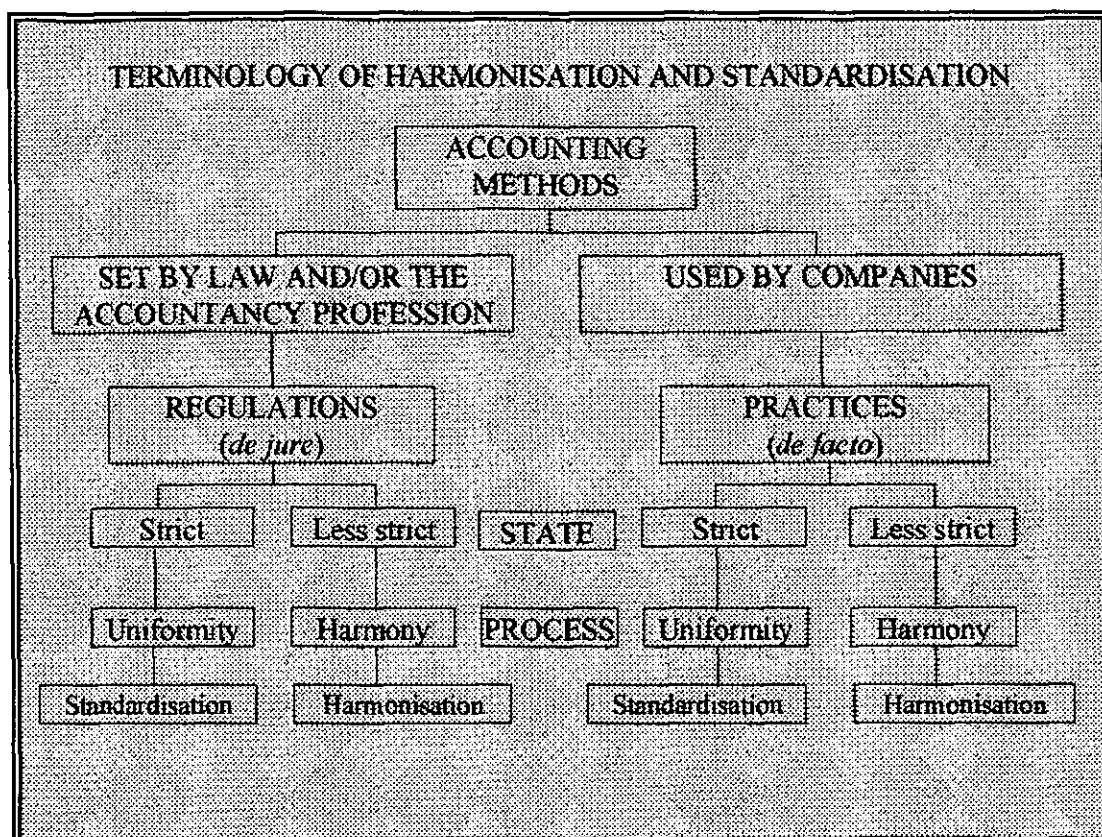 TERMINOLOGY OF HARMONISATION AND STANDARDISATION
ACCOUNTING
METHODS
SET BY LAW AND/OR THE
ACCOUNTANCY PROFESSION
USED BY COMPANIES
REGULATIONS
(de jure)
PRACTICES
(de facto)
Strict
Less strict
STATE
Strict
Less strict
Uniformity
Harmony
PROCESS
Uniformity
Harmony
Standardisation
Harmonisation
Standardisation
Harmonisation